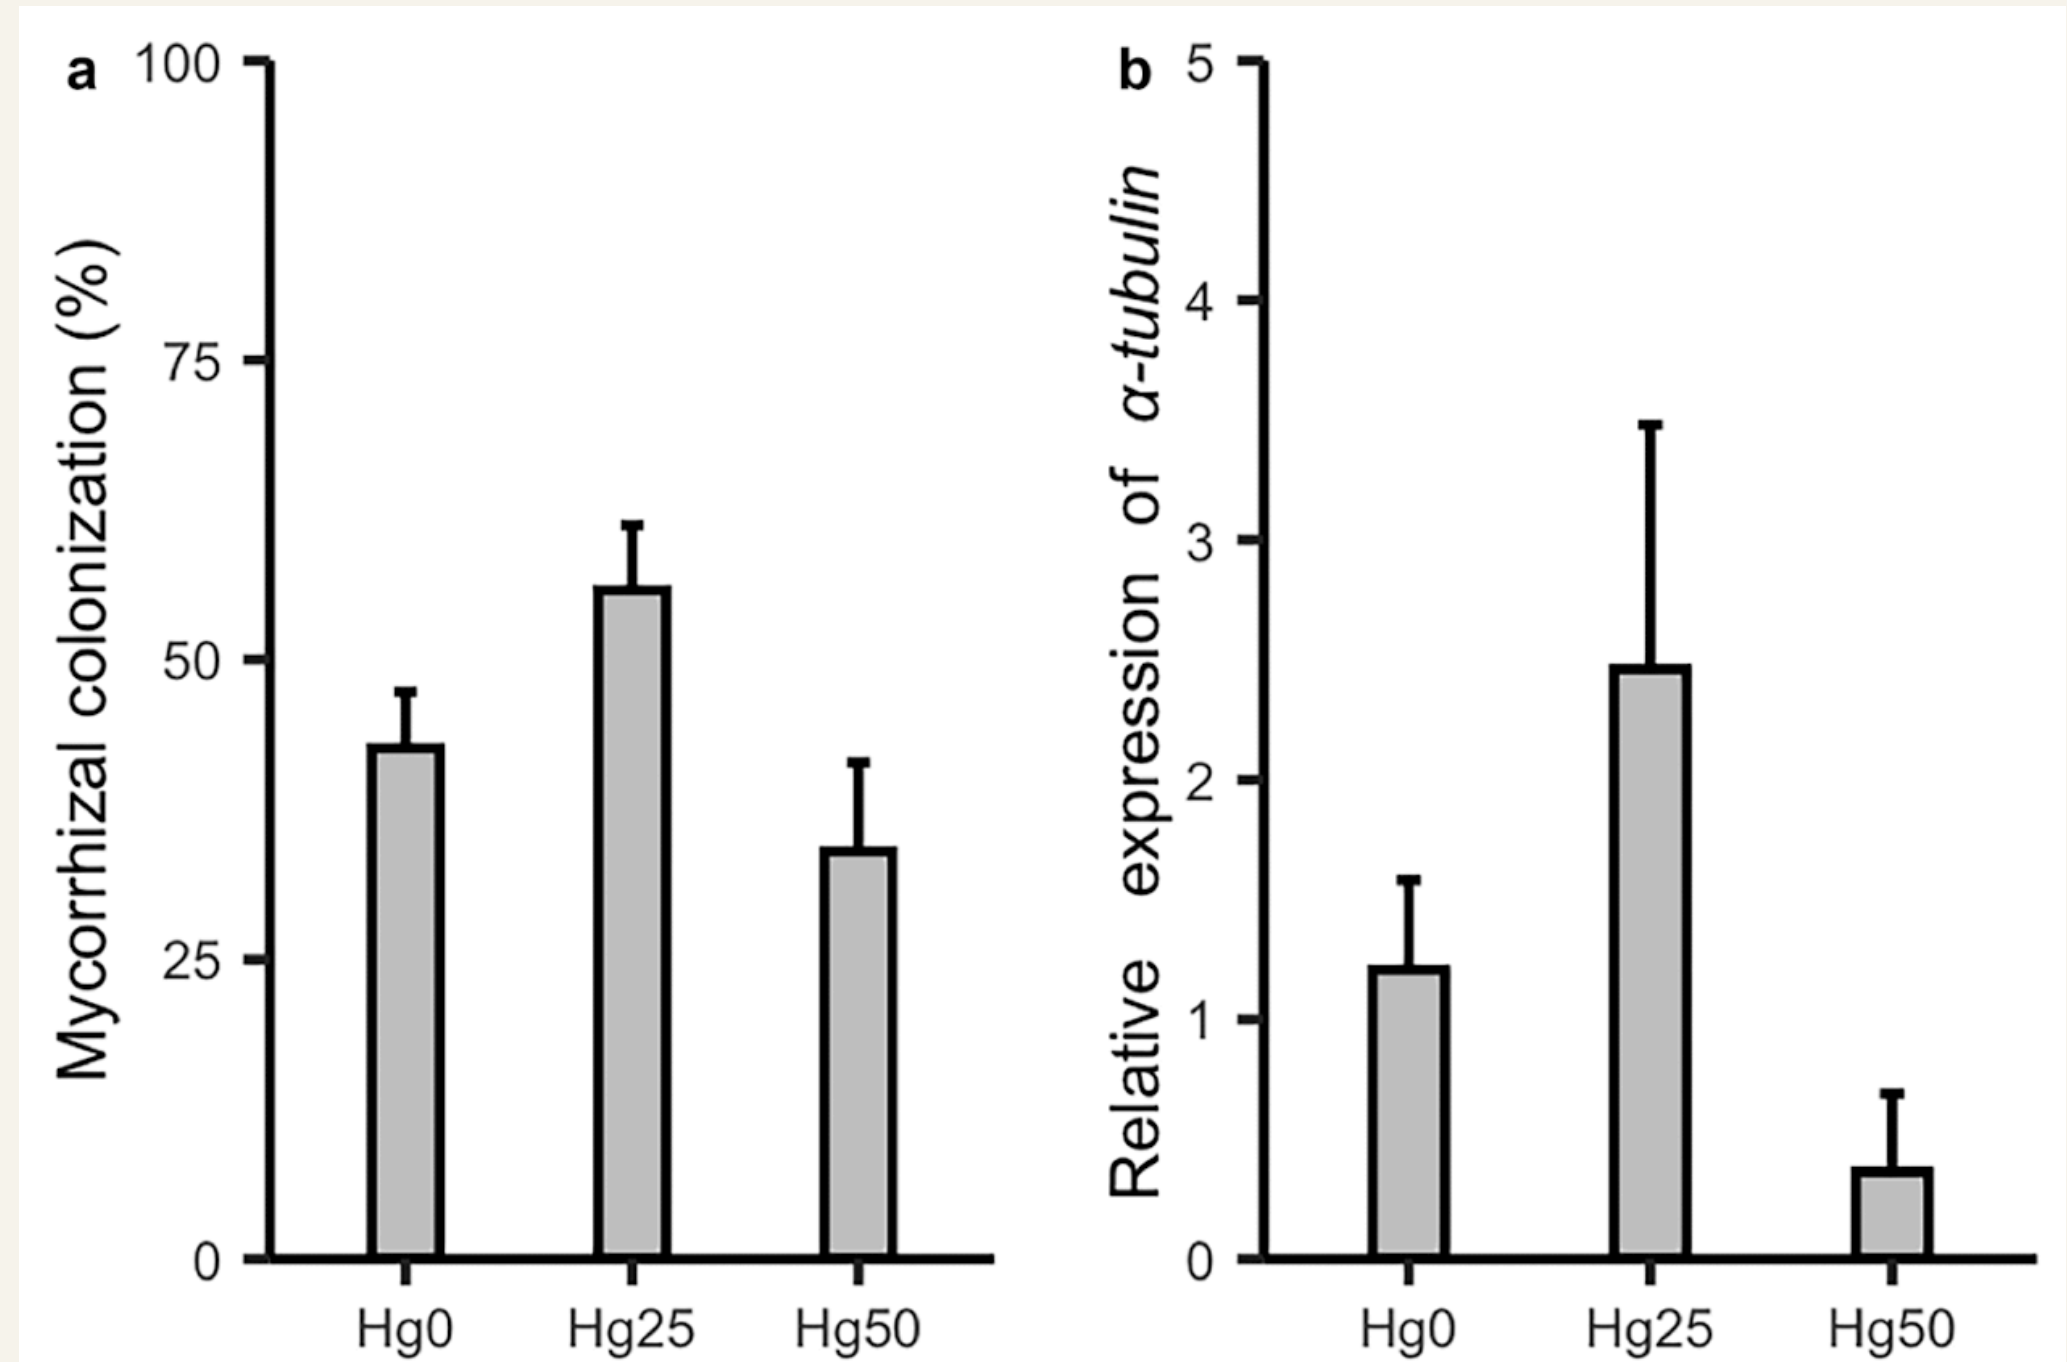 a
Mycorrhizal colonization (%)
100
75
50
25
0
Hg0 Hg25 Hg50
b
Relative expression of α-tubulin
5
4
3
2
1
0
Hg0 Hg25 Hg50